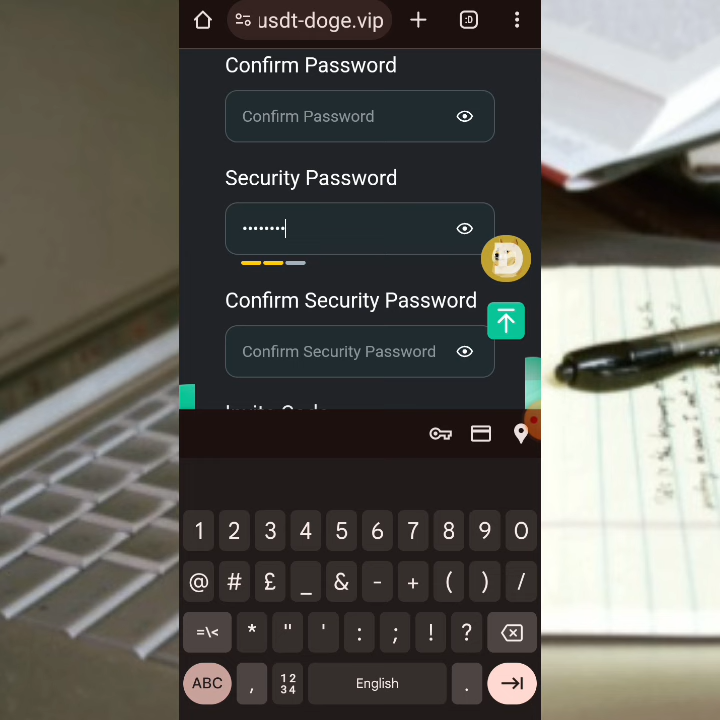 usdt-doge.vip
:D
Confirm Password
Confirm Password
Security Password
••••••••
Confirm Security Password
Confirm Security Password
1 2 3 4 5 6 7 8 9 0
@ # £ _ & - + ( ) /
=\< * " ' : ; ! ?
ABC , 12 34 English .